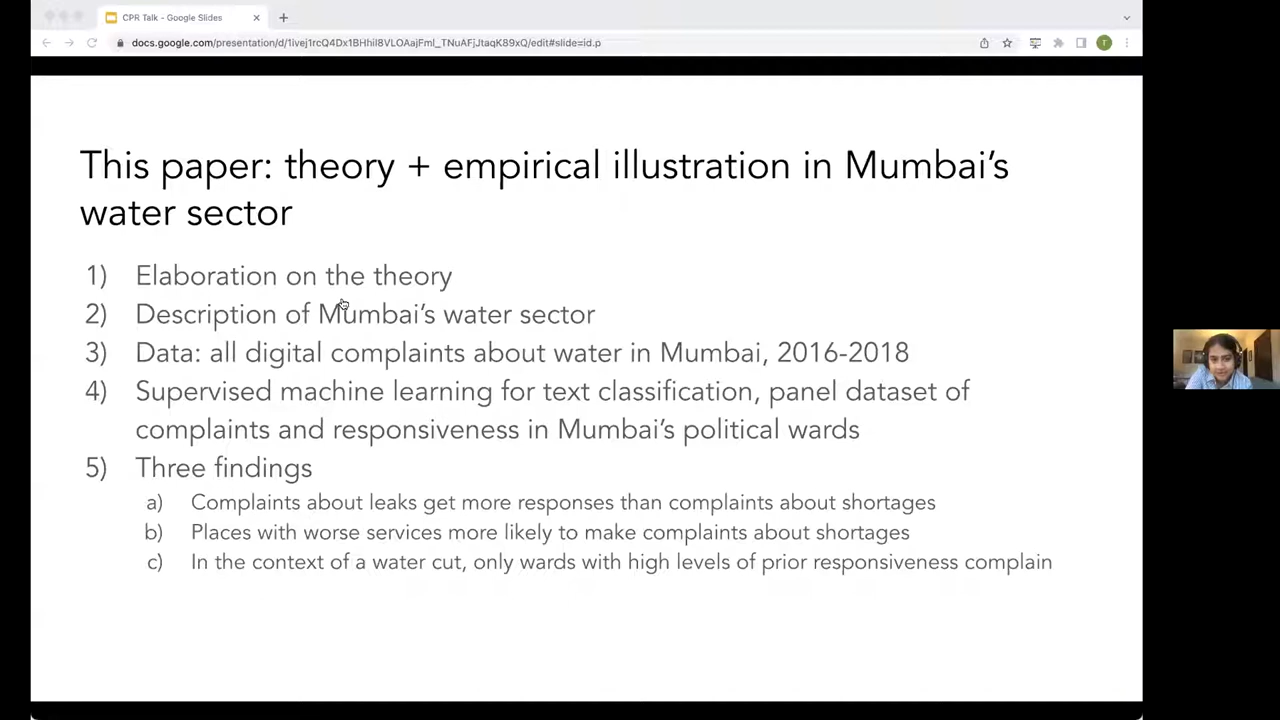 CPR Talk - Google Slides
docs.google.com/presentation/d/1ivej1rcQ4Dx1BHhil8VLOAajFml_TNuAFjJtaqK89xQ/edit#slide=id.p
T
This paper: theory + empirical illustration in Mumbai's
water sector
1) Elaboration on the theory
2) Description of Mumbai's water sector
3) Data: all digital complaints about water in Mumbai, 2016-2018
4) Supervised machine learning for text classification, panel dataset of
complaints and responsiveness in Mumbai's political wards
5) Three findings
a) Complaints about leaks get more responses than complaints about shortages
b) Places with worse services more likely to make complaints about shortages
c) In the context of a water cut, only wards with high levels of prior responsiveness complain